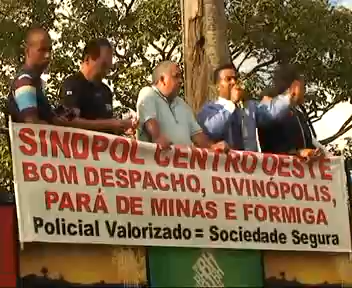 SINDPOL CENTRO OESTE
BOM DESPACHO, DIVINÓPOLIS,
PARÁ DE MINAS E FORMIGA
Policial Valorizado = Sociedade Segura